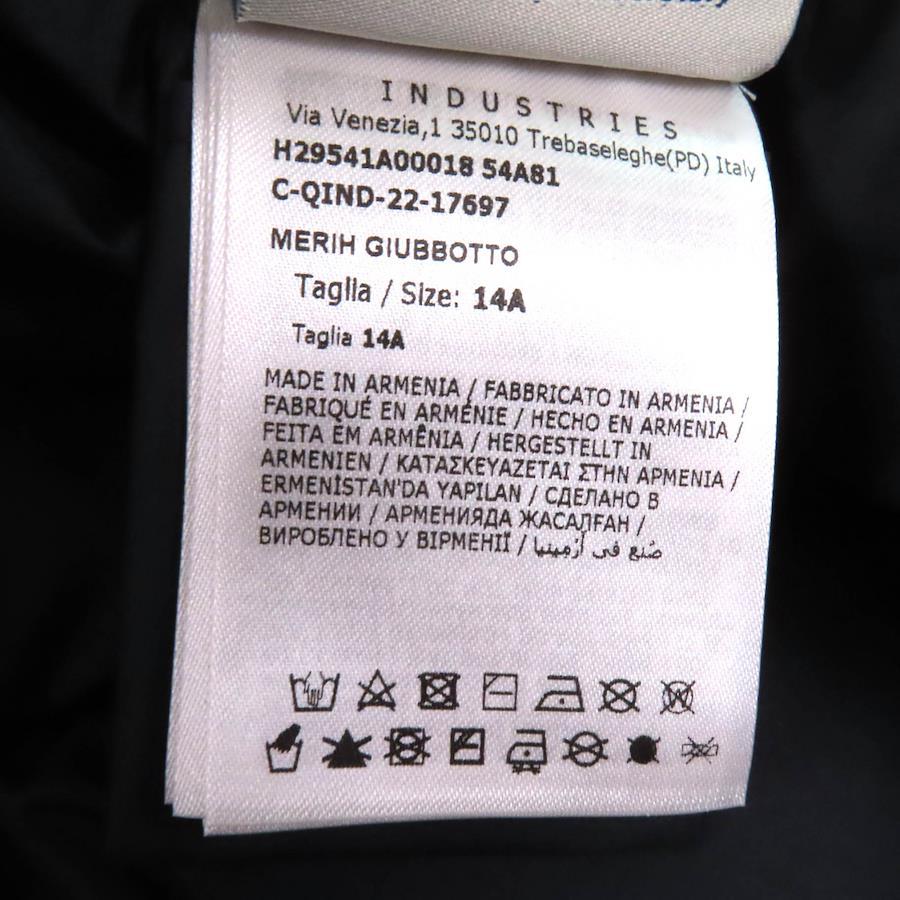 INDUSTRIES
Via Venezia,1 35010 Trebaseleghe(PD) Italy
H29541A00018 54A81
C-QIND-22-17697
MERIH GIUBBOTTO
Taglia / Size: 14A
Taglia 14A
MADE IN ARMENIA / FABBRICATO IN ARMENIA /
FABRIQUÉ EN ARMÉNIE / HECHO EN ARMENIA /
FEITA EM ARMÊNIA / HERGESTELLT IN
ARMENIEN / ΚΑΤΑΣΚΕΥΑΖΕΤΑΙ ΣΤΗΝ ΑΡΜΕΝΙΑ /
ERMENİSTAN'DA YAPILAN / СДЕЛАНО В
АРМЕНИИ / АРМЕНИЯДА ЖАСАЛҒАН /
ВИРОБЛЕНО У ВІРМЕНІЇ / صُنع في أرمينيا